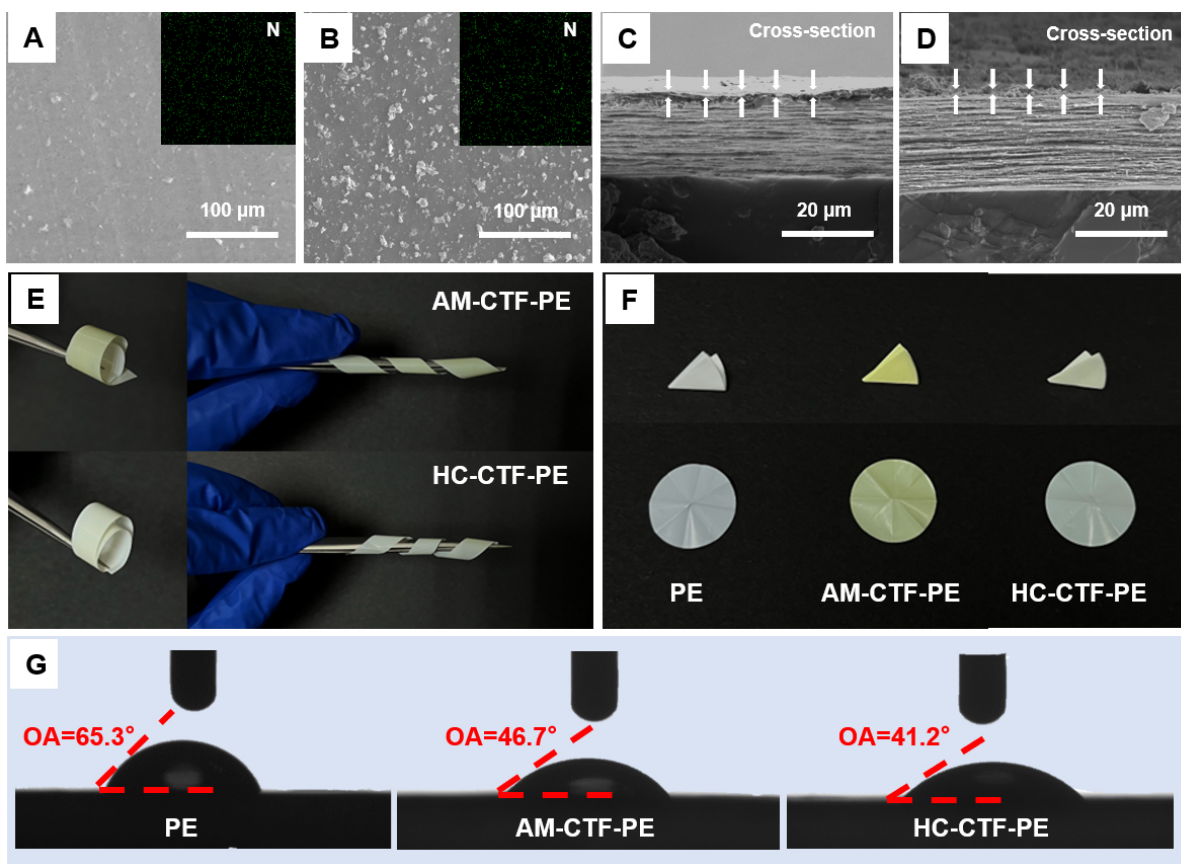 A
N
100 μm
B
N
100 μm
C
Cross-section
20 μm
D
Cross-section
20 μm
E
AM-CTF-PE
HC-CTF-PE
F
PE
AM-CTF-PE
HC-CTF-PE
G
OA=65.3°
PE
OA=46.7°
AM-CTF-PE
OA=41.2°
HC-CTF-PE